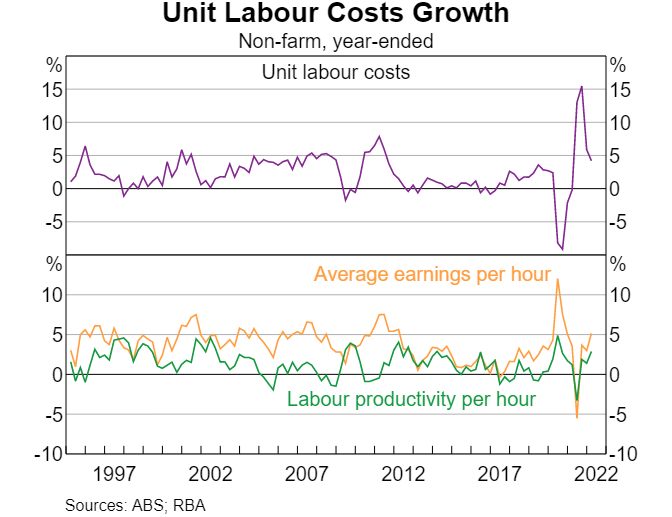 Unit Labour Costs Growth
Non-farm, year-ended
% %
Unit labour costs
15 15
10 10
5 5
0 0
-5 -5
% %
Average earnings per hour
10 10
5 5
0 0
Labour productivity per hour
-5 -5
-10 -10
1997 2002 2007 2012 2017 2022
Sources: ABS; RBA